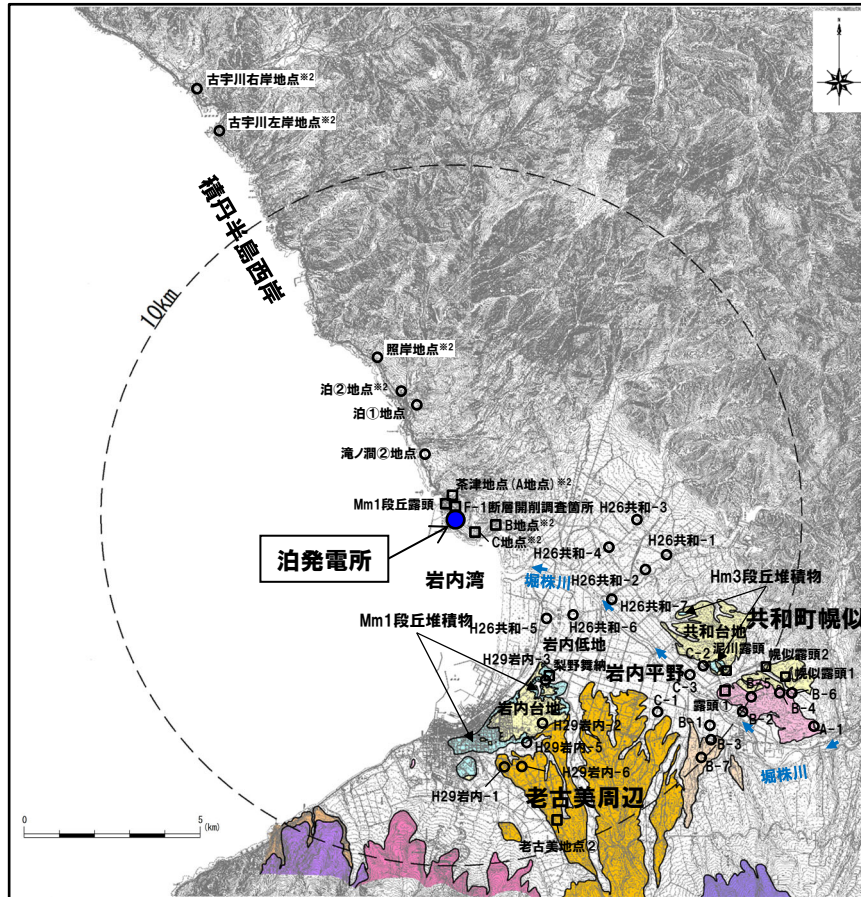 N
古宇川右岸地点※2
古宇川左岸地点※2
積丹半島西岸
10km
照岸地点※2
泊②地点※2
泊①地点
滝ノ澗②地点
茶津地点(A地点)※2
Mm1段丘露頭
F-1断層開削調査箇所
H26共和-3
B地点※2
C地点※2
H26共和-1
H26共和-4
泊発電所
岩内湾
堀株川
H26共和-2
Hm3段丘堆積物
H26共和-7
Mm1段丘堆積物
H26共和-5
H26共和-6
共和町幌似
共和台地
岩内低地
H29岩内-3
梨野舞納
岩内平野
C-2
泥川露頭
幌似露頭2
幌似露頭1
C-3
B-5
B-6
岩内台地
露頭1
B-4
C-1
B-2
A-1
H29岩内-2
B-1
H29岩内-5
B-3
H29岩内-6
B-7
堀株川
H29岩内-1
老古美周辺
老古美地点②
0
5
(km)